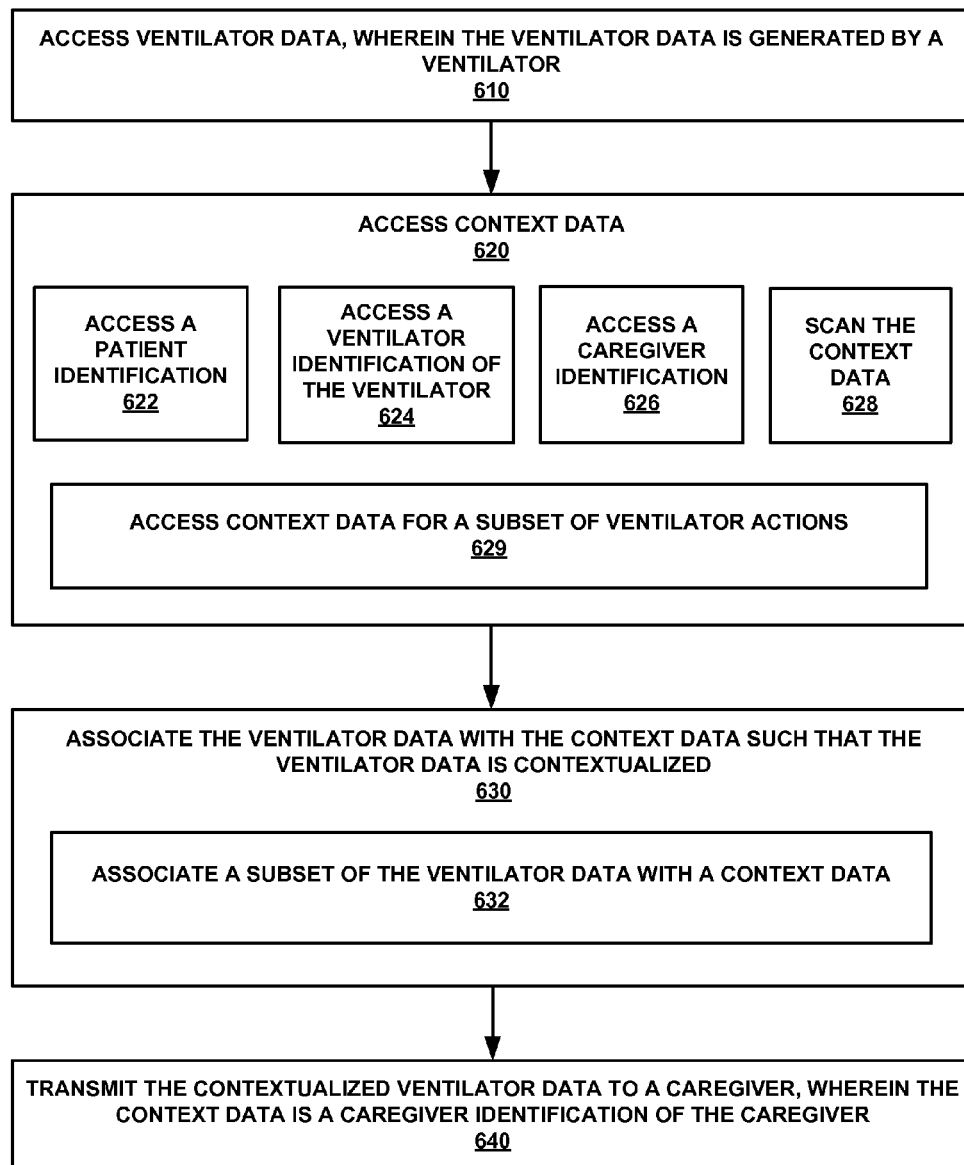 ACCESS VENTILATOR DATA, WHEREIN THE VENTILATOR DATA IS GENERATED BY A
VENTILATOR
610
ACCESS CONTEXT DATA
620
ACCESS A
PATIENT
IDENTIFICATION
622
ACCESS A
VENTILATOR
IDENTIFICATION OF
THE VENTILATOR
624
ACCESS A
CAREGIVER
IDENTIFICATION
626
SCAN THE
CONTEXT
DATA
628
ACCESS CONTEXT DATA FOR A SUBSET OF VENTILATOR ACTIONS
629
ASSOCIATE THE VENTILATOR DATA WITH THE CONTEXT DATA SUCH THAT THE
VENTILATOR DATA IS CONTEXTUALIZED
630
ASSOCIATE A SUBSET OF THE VENTILATOR DATA WITH A CONTEXT DATA
632
TRANSMIT THE CONTEXTUALIZED VENTILATOR DATA TO A CAREGIVER, WHEREIN THE
CONTEXT DATA IS A CAREGIVER IDENTIFICATION OF THE CAREGIVER
640